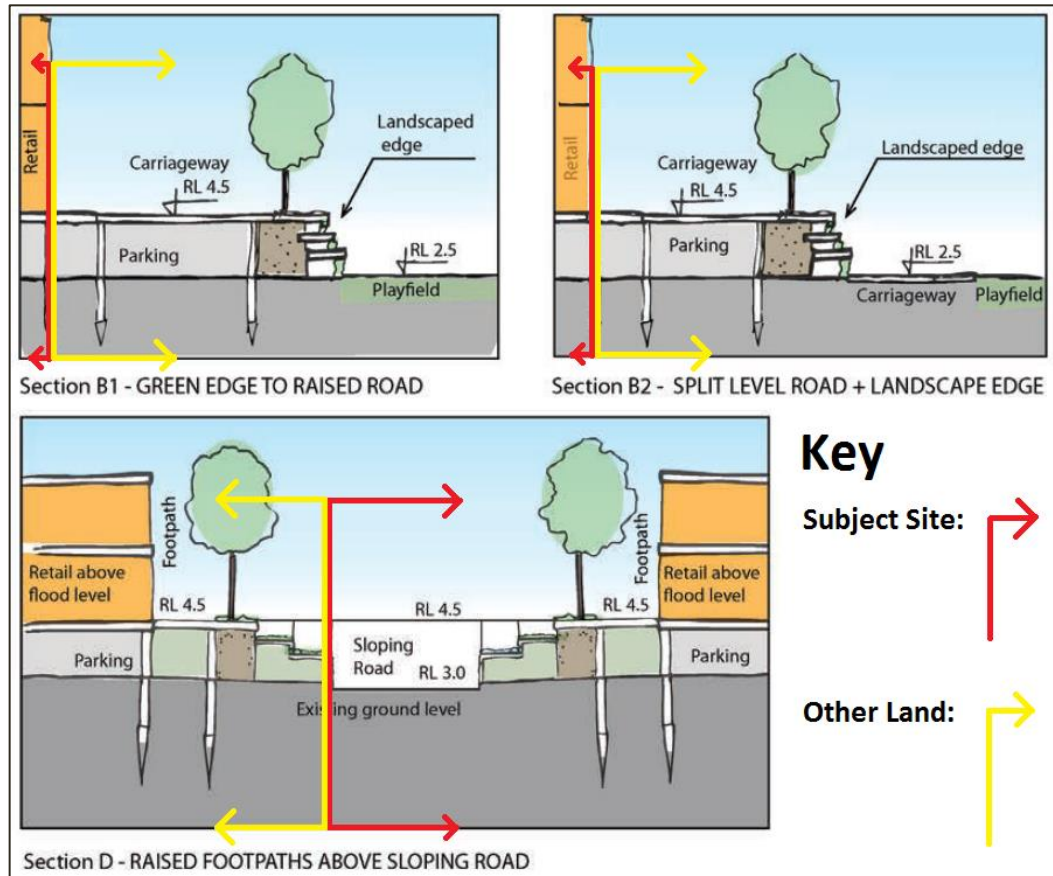 Retail
Carriageway
RL 4.5
Landscaped
edge
Parking
RL 2.5
Playfield
Section B1 - GREEN EDGE TO RAISED ROAD
Retail
Carriageway
RL 4.5
Landscaped edge
Parking
RL 2.5
Carriageway
Playfield
Section B2 - SPLIT LEVEL ROAD + LANDSCAPE EDGE
Footpath
Retail above
flood level
RL 4.5
Parking
RL 4.5
Sloping
Road
RL 3.0
Existing ground level
Footpath
RL 4.5
Retail above
flood level
Parking
Section D - RAISED FOOTPATHS ABOVE SLOPING ROAD
Key
Subject Site:
Other Land: